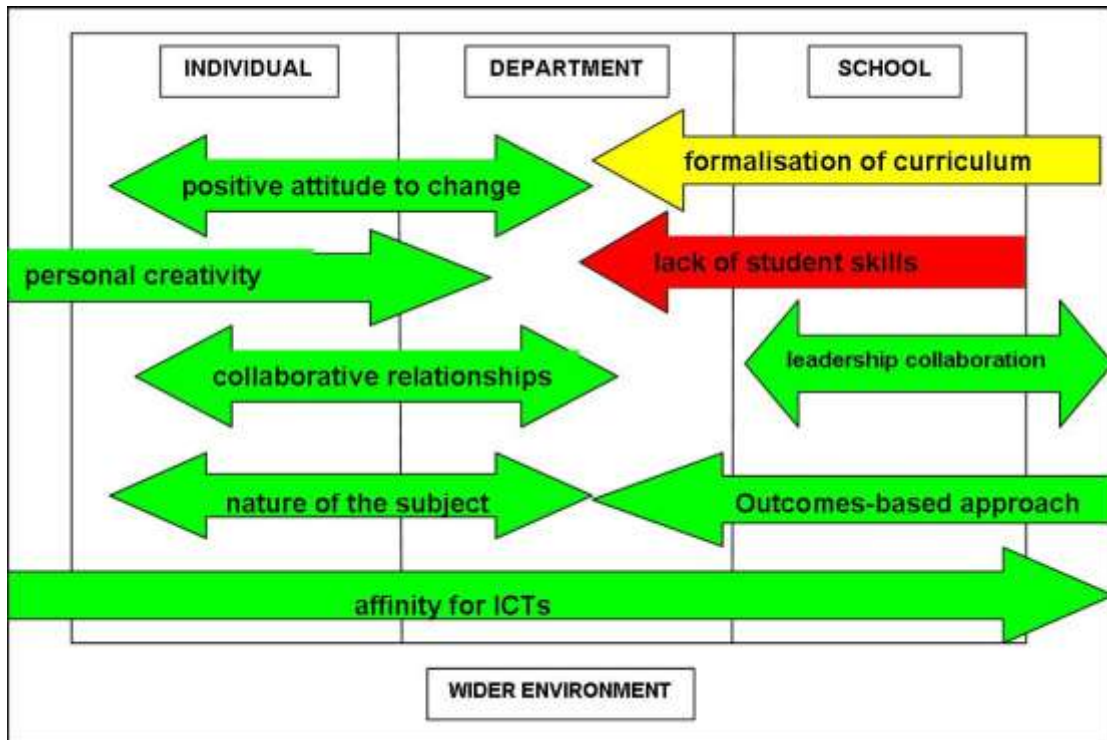 INDIVIDUAL
DEPARTMENT
SCHOOL
positive attitude to change
formalisation of curriculum
personal creativity
lack of student skills
collaborative relationships
leadership collaboration
nature of the subject
Outcomes-based approach
affinity for ICTs
WIDER ENVIRONMENT